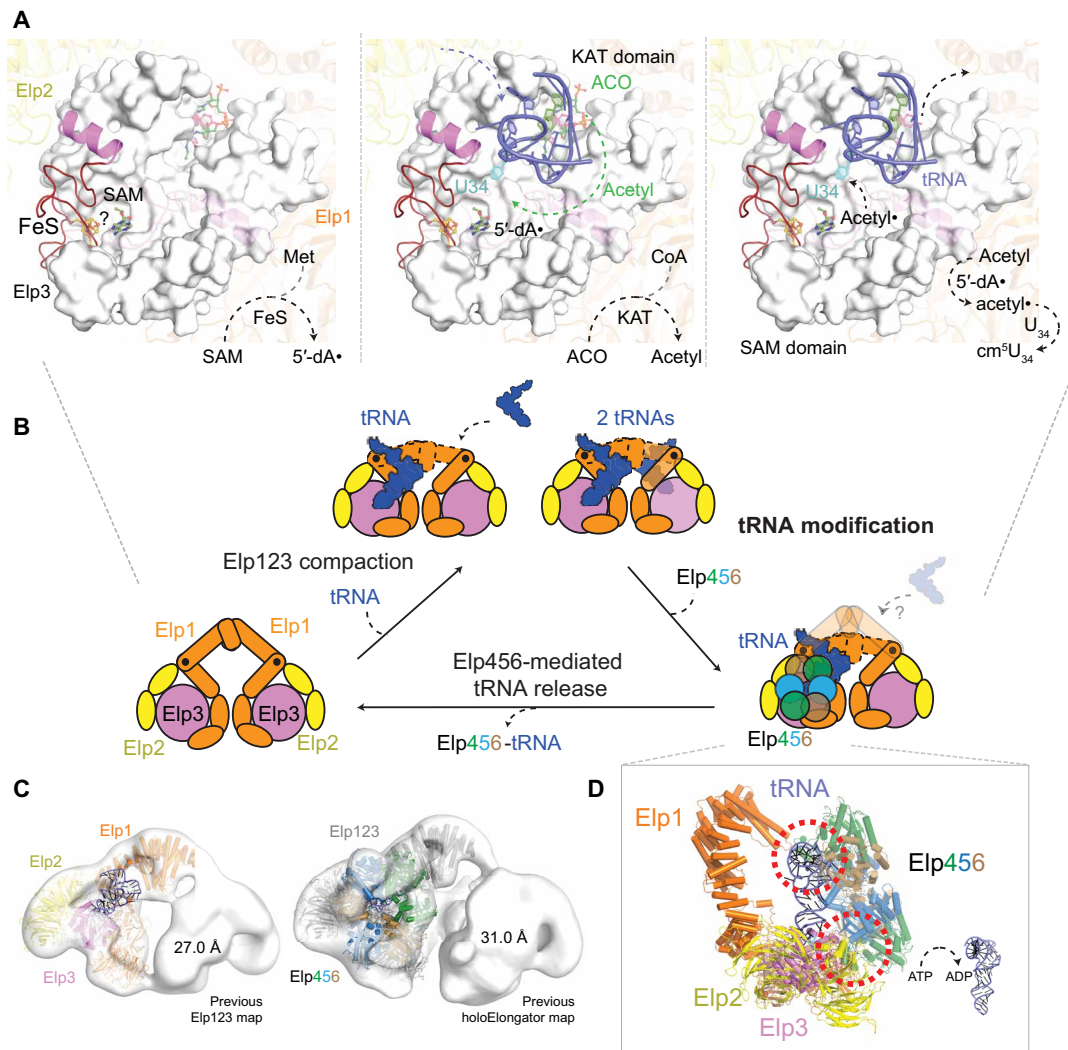 A
Elp2
SAM
?
FeS
Elp3
Elp1
Met
FeS
SAM
5′-dA•
KAT domain
ACO
U34
Acetyl
5′-dA•
CoA
KAT
ACO
Acetyl
U34
tRNA
Acetyl•
SAM domain
Acetyl
5′-dA•
acetyl•
U34
cm⁵U34
B
tRNA
2 tRNAs
tRNA modification
Elp123 compaction
tRNA
Elp456
Elp1
Elp1
Elp3
Elp3
Elp2
Elp2
Elp456-mediated
tRNA release
Elp456-tRNA
?
tRNA
Elp456
C
Elp1
Elp2
Elp3
27.0 Å
Previous
Elp123 map
Elp123
Elp456
31.0 Å
Previous
holoElongator map
D
tRNA
Elp1
Elp456
Elp2
Elp3
ATP
ADP